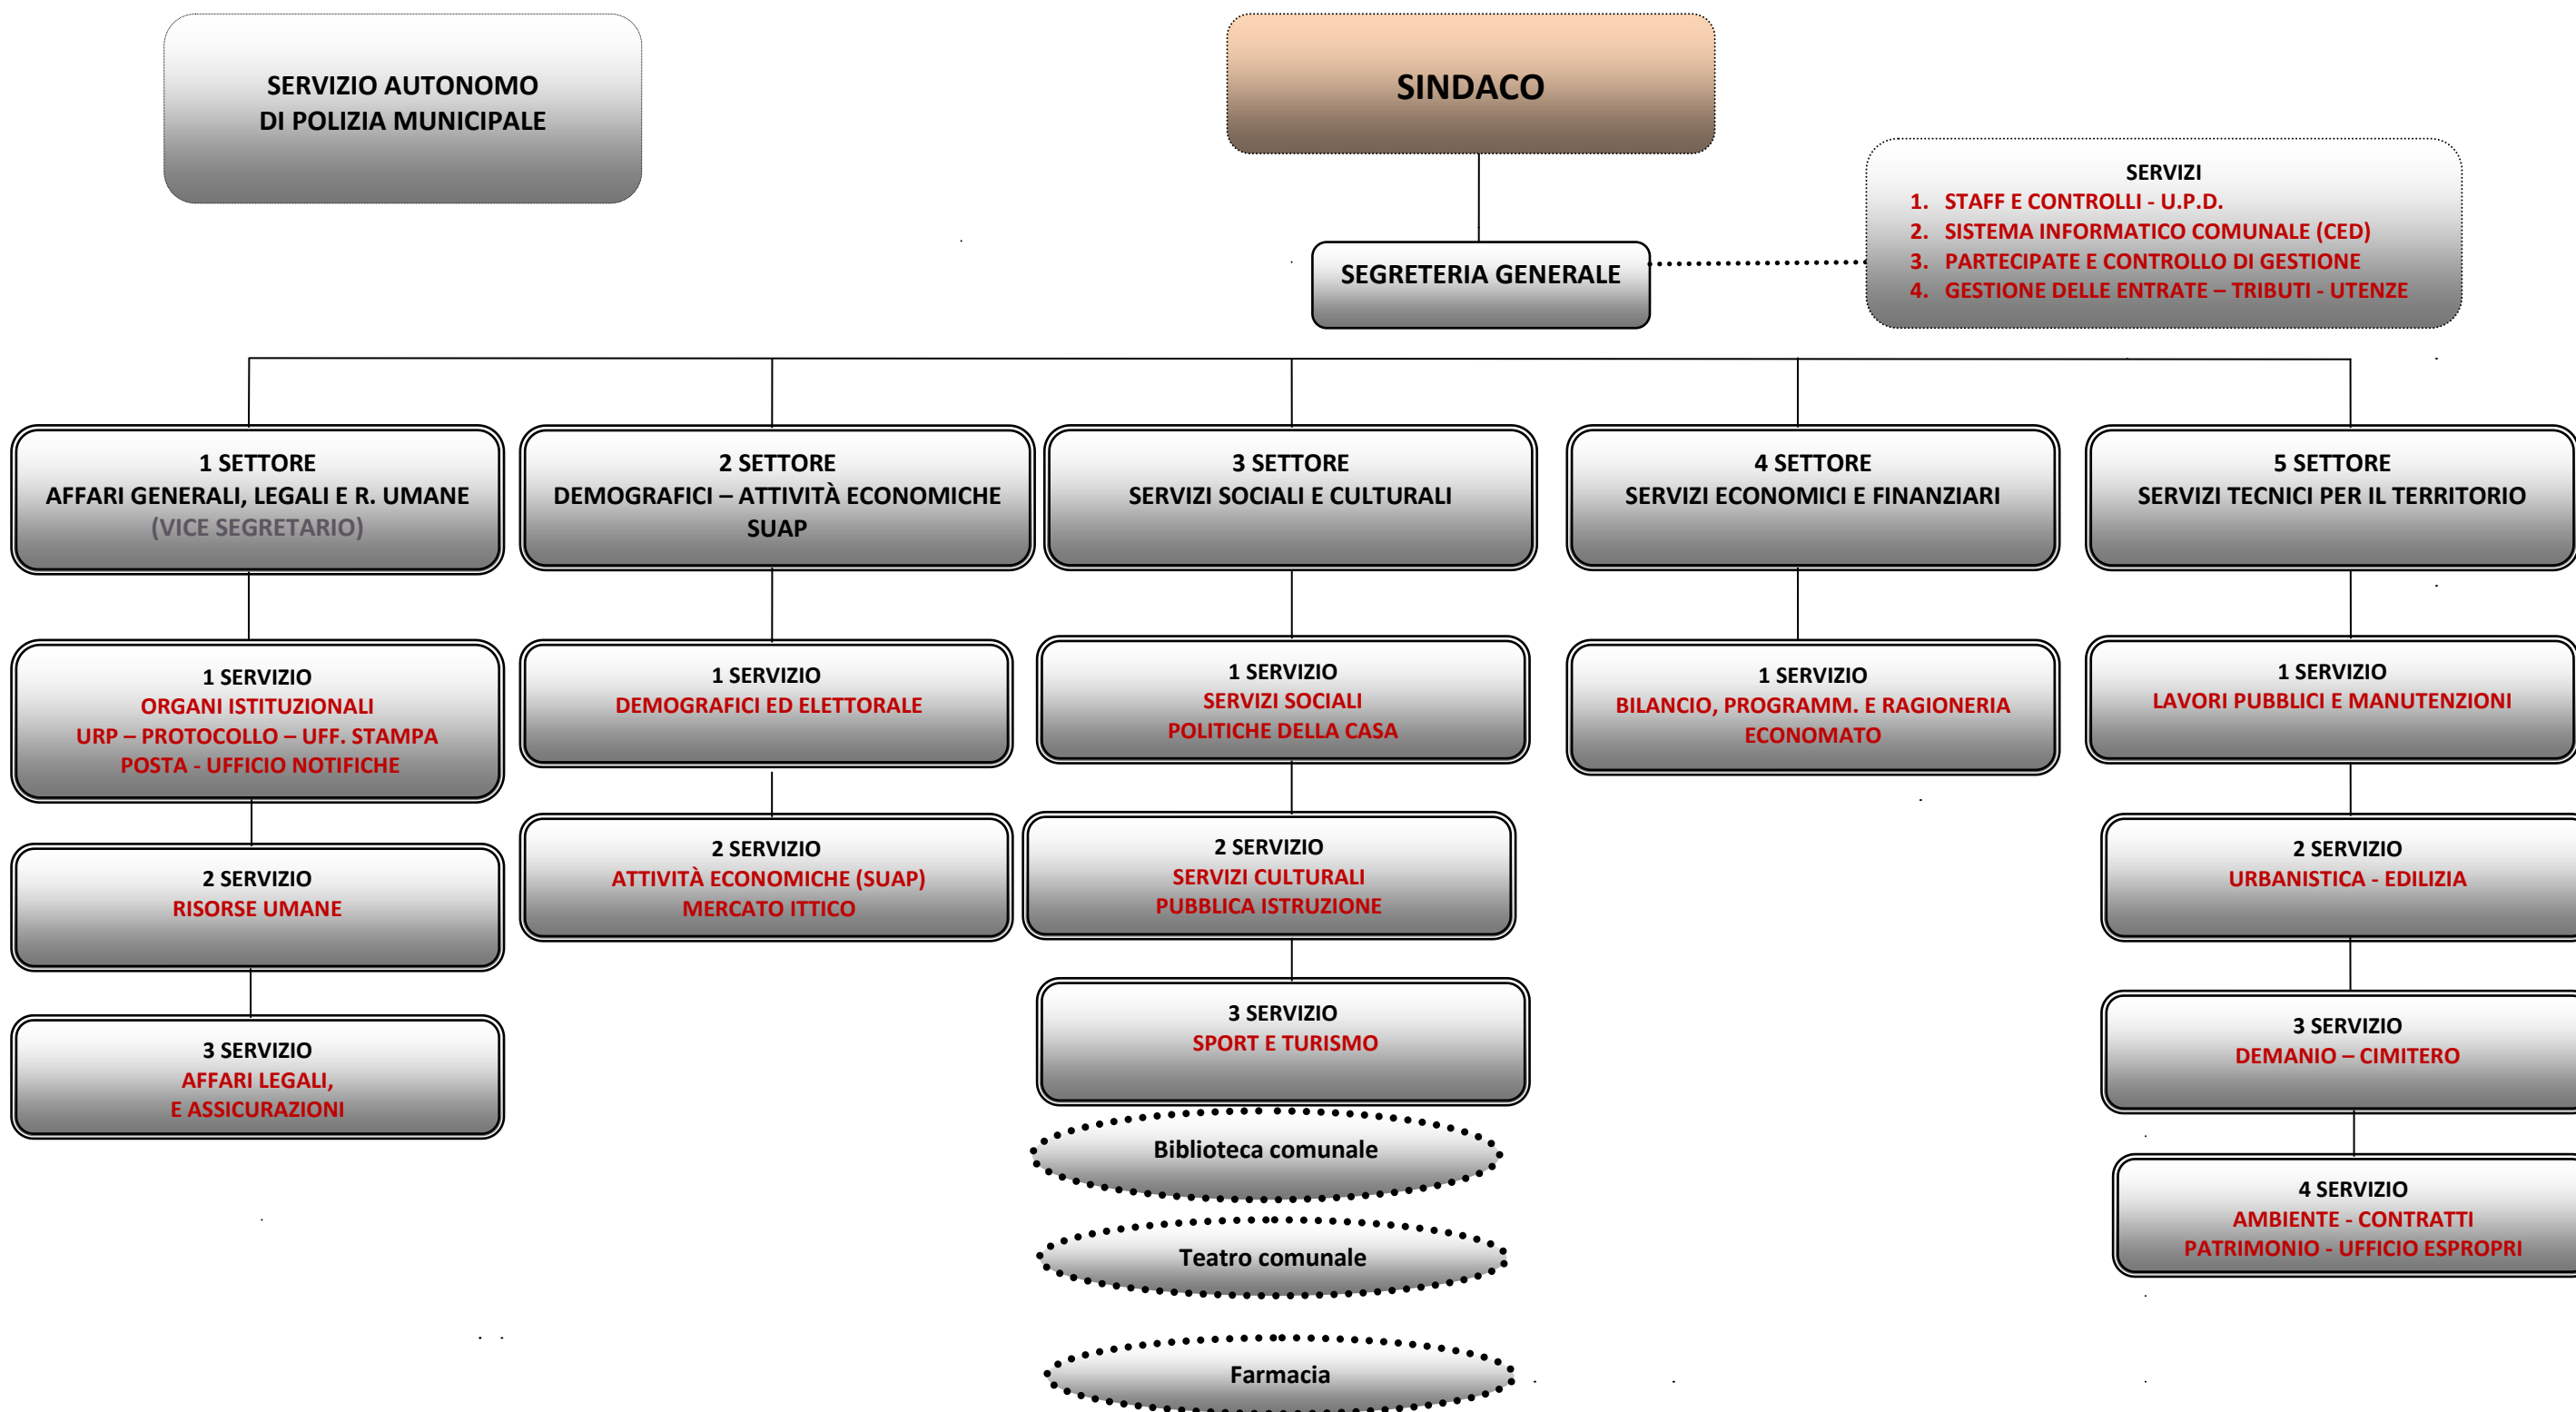 SERVIZIO AUTONOMO
DI POLIZIA MUNICIPALE
SINDACO
SEGRETERIA GENERALE
SERVIZI
1. STAFF E CONTROLLI - U.P.D.
2. SISTEMA INFORMATICO COMUNALE (CED)
3. PARTECIPATE E CONTROLLO DI GESTIONE
4. GESTIONE DELLE ENTRATE – TRIBUTI - UTENZE
1 SETTORE
AFFARI GENERALI, LEGALI E R. UMANE
(VICE SEGRETARIO)
2 SETTORE
DEMOGRAFICI – ATTIVITÀ ECONOMICHE
SUAP
3 SETTORE
SERVIZI SOCIALI E CULTURALI
4 SETTORE
SERVIZI ECONOMICI E FINANZIARI
5 SETTORE
SERVIZI TECNICI PER IL TERRITORIO
1 SERVIZIO
ORGANI ISTITUZIONALI
URP – PROTOCOLLO – UFF. STAMPA
POSTA - UFFICIO NOTIFICHE
1 SERVIZIO
DEMOGRAFICI ED ELETTORALE
1 SERVIZIO
SERVIZI SOCIALI
POLITICHE DELLA CASA
1 SERVIZIO
BILANCIO, PROGRAMM. E RAGIONERIA
ECONOMATO
1 SERVIZIO
LAVORI PUBBLICI E MANUTENZIONI
2 SERVIZIO
RISORSE UMANE
2 SERVIZIO
ATTIVITÀ ECONOMICHE (SUAP)
MERCATO ITTICO
2 SERVIZIO
SERVIZI CULTURALI
PUBBLICA ISTRUZIONE
2 SERVIZIO
URBANISTICA - EDILIZIA
3 SERVIZIO
AFFARI LEGALI,
E ASSICURAZIONI
3 SERVIZIO
SPORT E TURISMO
3 SERVIZIO
DEMANIO – CIMITERO
Biblioteca comunale
Teatro comunale
Farmacia
4 SERVIZIO
AMBIENTE - CONTRATTI
PATRIMONIO - UFFICIO ESPROPRI